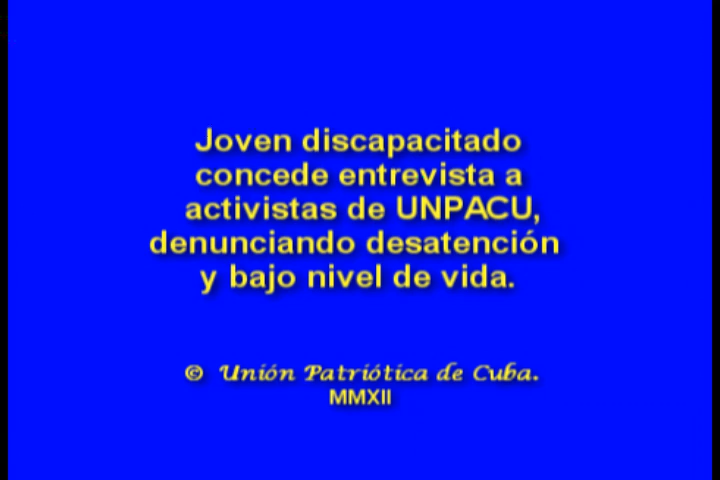 Joven discapacitado
concede entrevista a
activistas de UNPACU,
denunciando desatención
y bajo nivel de vida.
© Unión Patriótica de Cuba.
MMXII